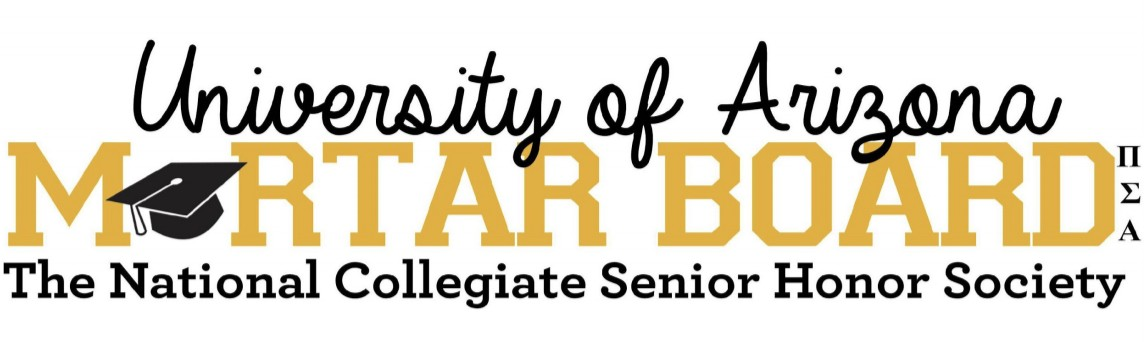 University of Arizona
MORTAR BOARD
Π
Σ
Α
The National Collegiate Senior Honor Society